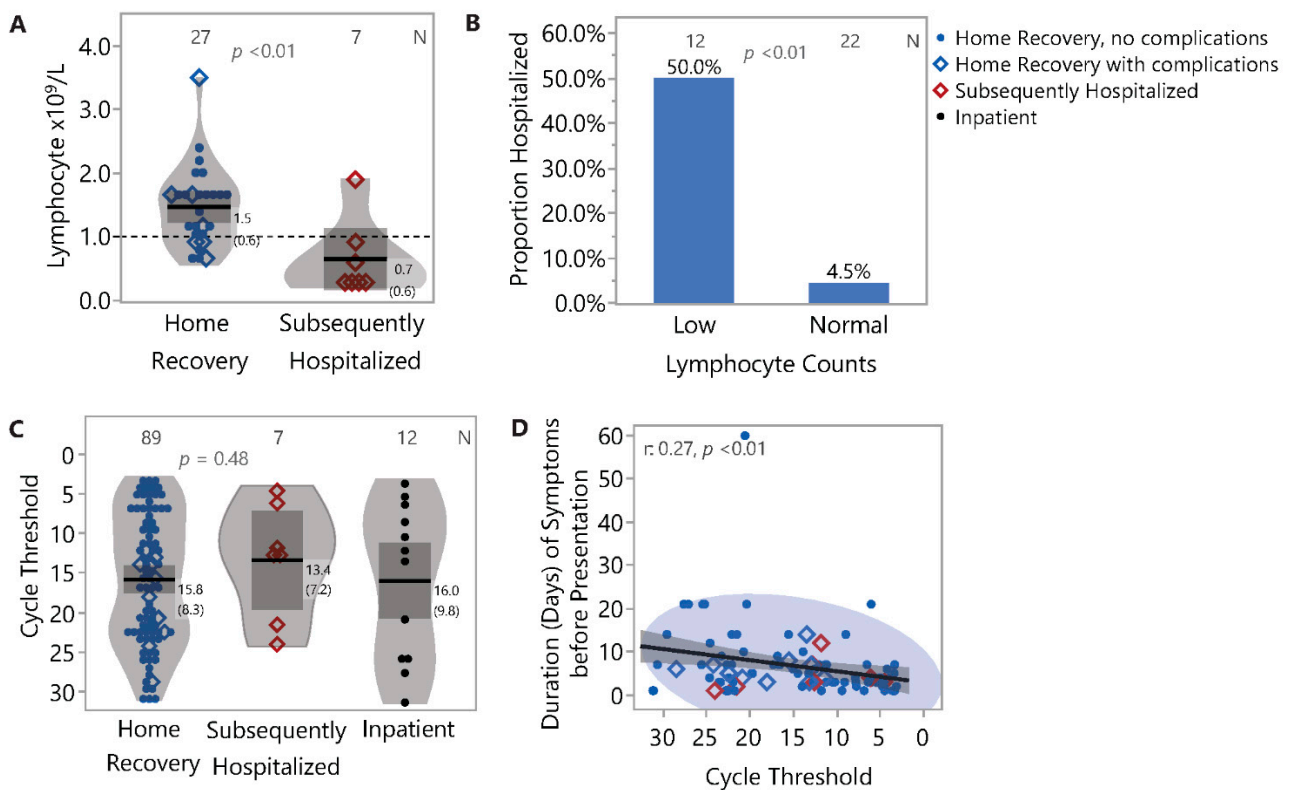 A
27
7
N
p <0.01
4.0
3.0
2.0
1.0
0.0
Lymphocyte x10⁹/L
1.5
(0.6)
0.7
(0.6)
Home
Recovery
Subsequently
Hospitalized
B
12
22
N
p <0.01
60.0%
50.0%
40.0%
30.0%
20.0%
10.0%
0.0%
Proportion Hospitalized
50.0%
4.5%
Low
Normal
Lymphocyte Counts
Home Recovery, no complications
Home Recovery with complications
Subsequently Hospitalized
Inpatient
C
89
7
12
N
p = 0.48
0
5
10
15
20
25
30
Cycle Threshold
15.8
(8.3)
13.4
(7.2)
16.0
(9.8)
Home
Recovery
Subsequently
Hospitalized
Inpatient
D
r: 0.27, p <0.01
60
50
40
30
20
10
0
Duration (Days) of Symptoms
before Presentation
30 25 20 15 10 5 0
Cycle Threshold